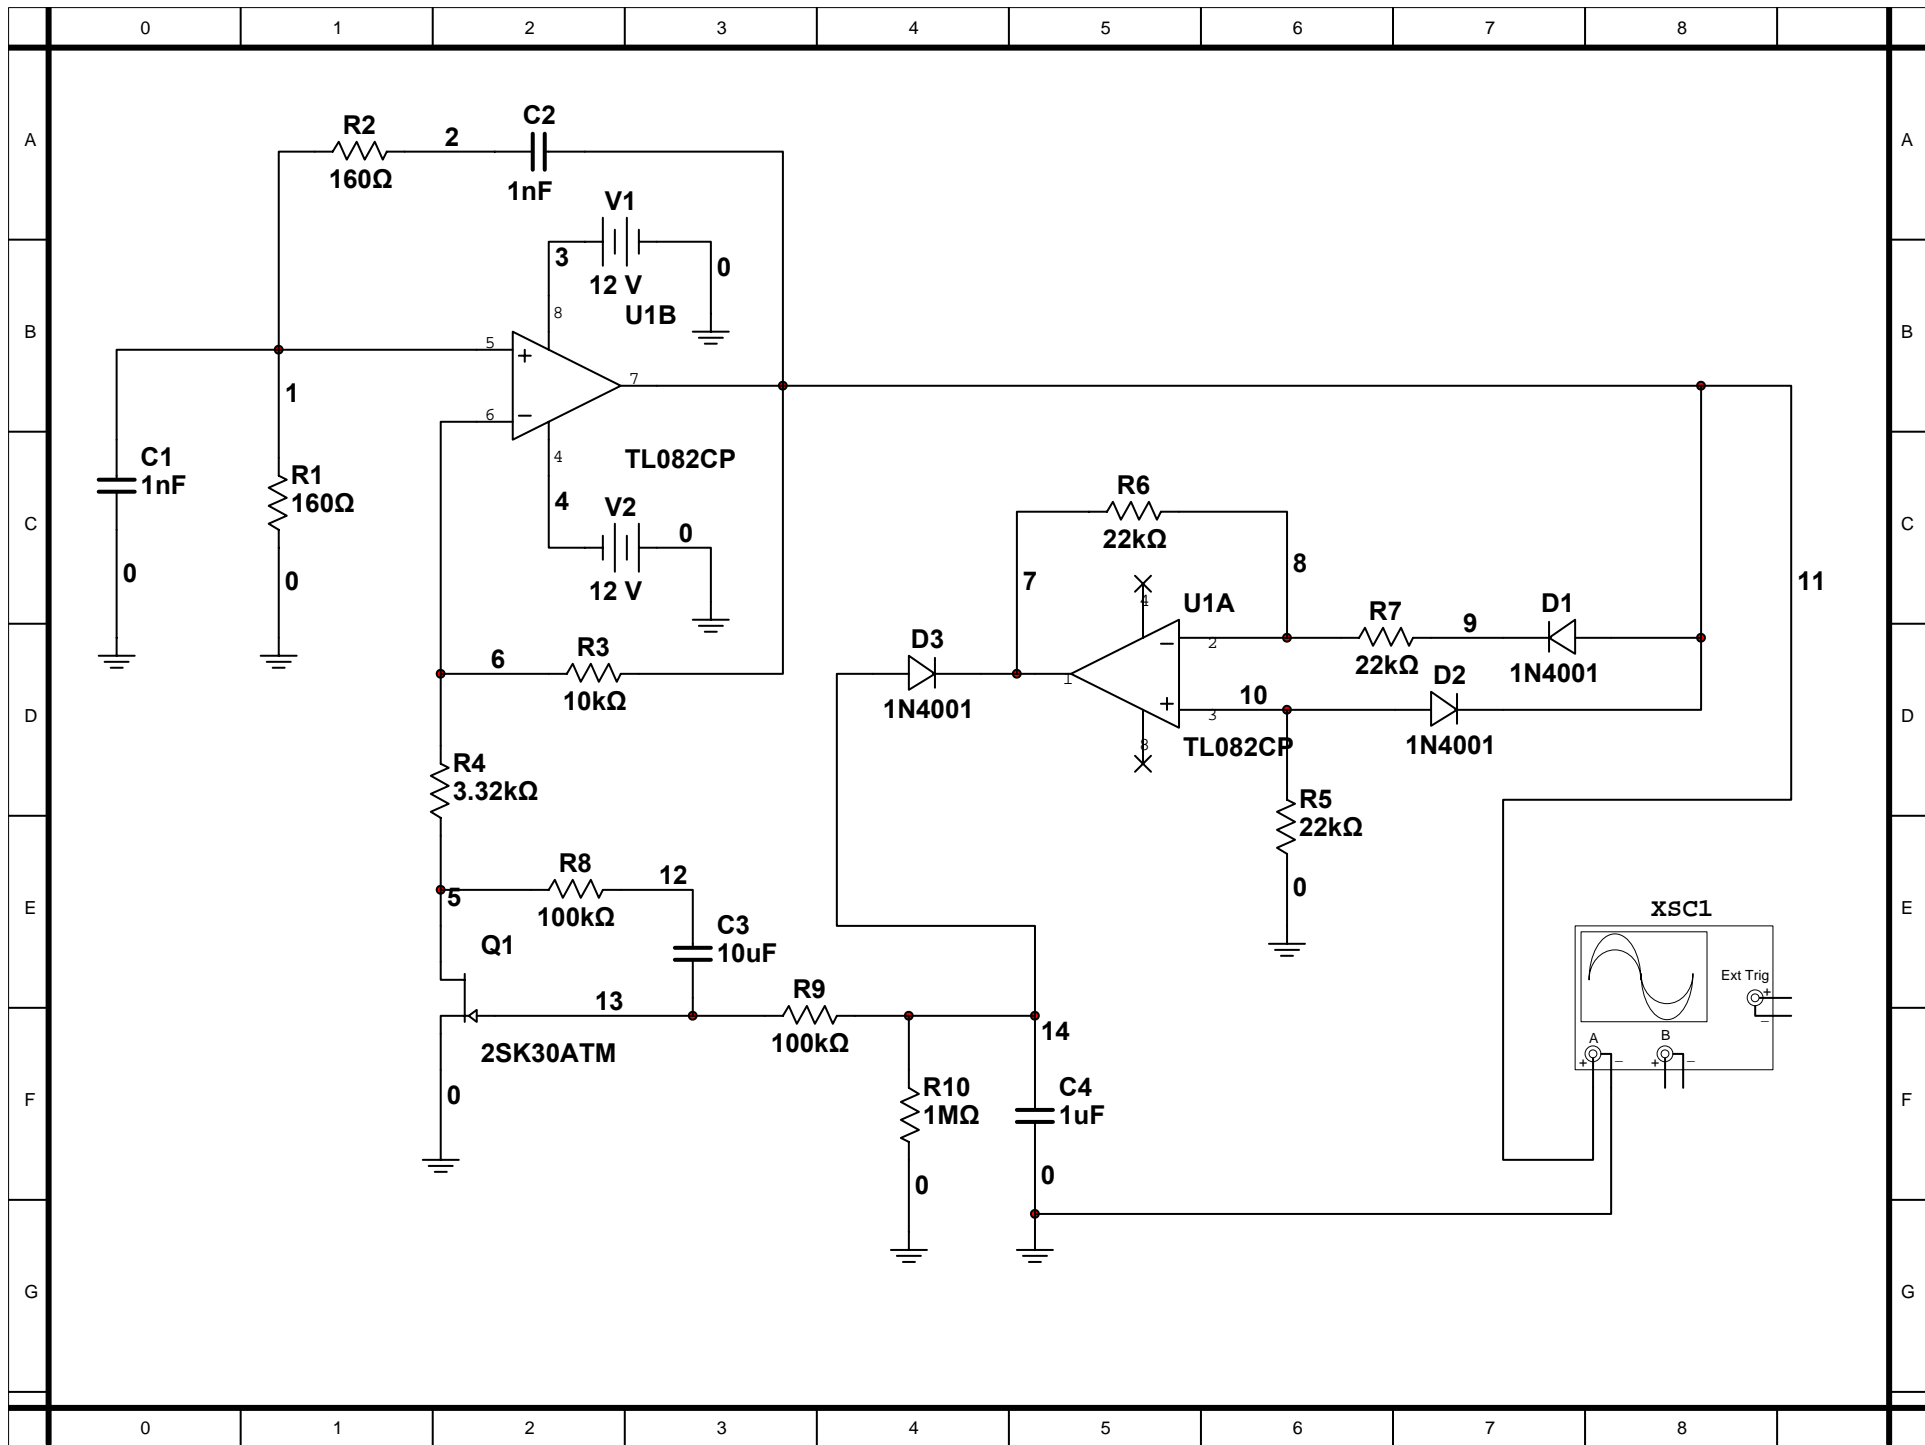 0 1 2 3 4 5 6 7 8
A A
B B
C C
D D
E E
F F
G G
R2
160Ω
2
C2
1nF
V1
12 V
3
0
8
U1B
5
6
7
4
TL082CP
1
C1
1nF
0
R1
160Ω
0
4
V2
12 V
0
6
R3
10kΩ
R4
3.32kΩ
R6
22kΩ
7
8
4
U1A
2
3
1
8
TL082CP
R7
22kΩ
9
D1
1N4001
D2
1N4001
10
D3
1N4001
11
R5
22kΩ
0
5
R8
100kΩ
12
Q1
C3
10uF
13
2SK30ATM
0
R9
100kΩ
14
R10
1MΩ
0
C4
1uF
0
XSC1
Ext Trig
+
_
A
B
+ _
+ _
0 1 2 3 4 5 6 7 8